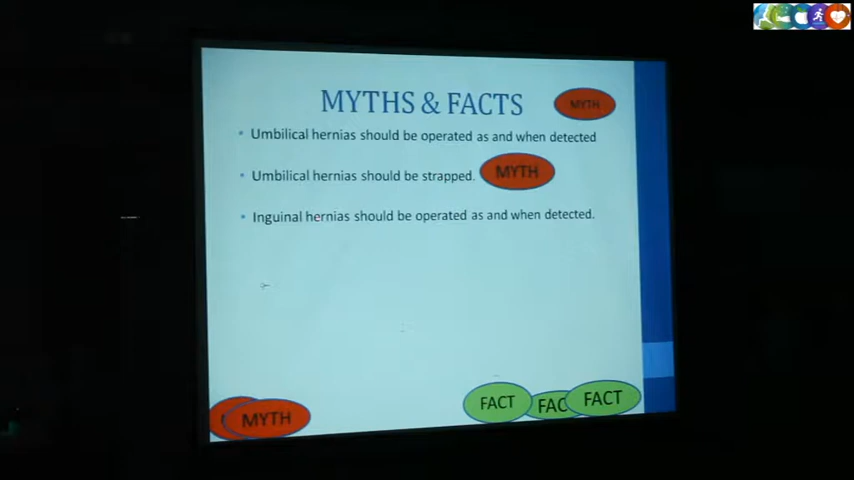 MYTHS & FACTS
MYTH
• Umbilical hernias should be operated as and when detected
• Umbilical hernias should be strapped.
MYTH
• Inguinal hernias should be operated as and when detected.
MYTH
FACT
FAC
FACT